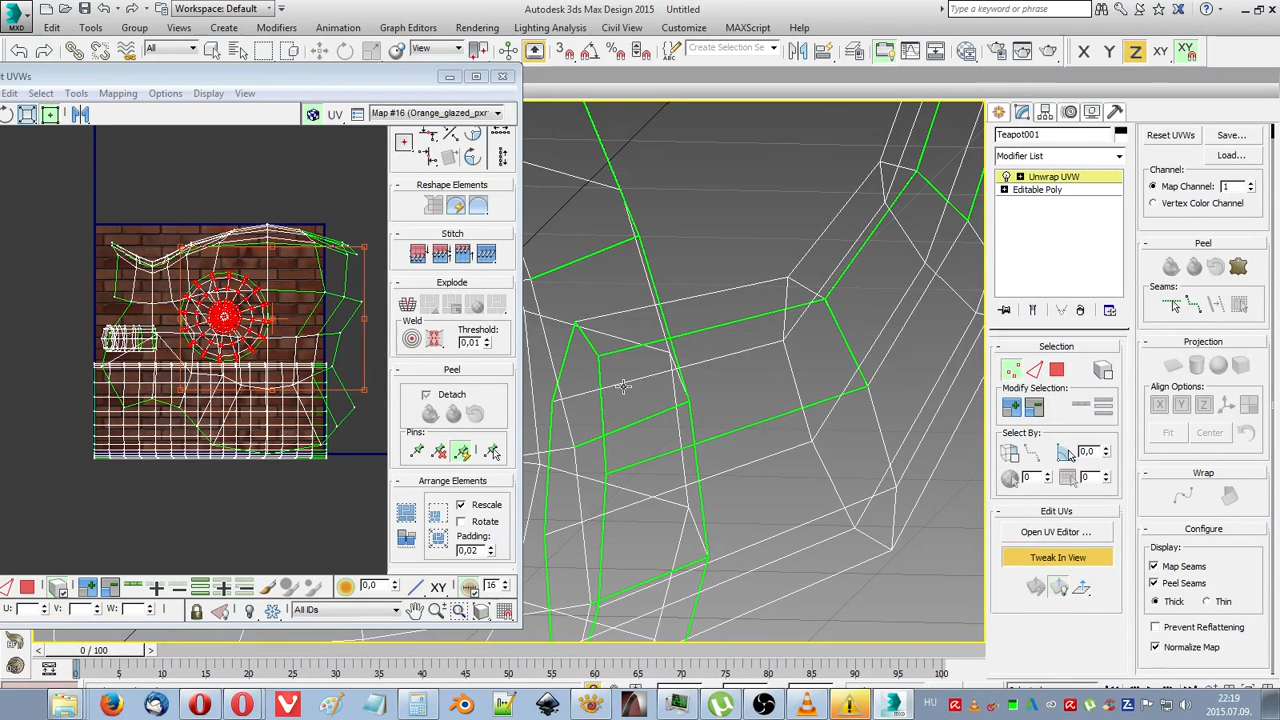 Workspace: Default
Autodesk 3ds Max Design 2015 Untitled
Type a keyword or phrase
MXD
Edit
Tools
Group
Views
Create
Modifiers
Animation
Graph Editors
Rendering
Lighting Analysis
Civil View
Customize
MAXScript
Help
All
View
3
Create Selection Se
X
Y
Z
XY
XY
t UVWs
Edit
Select
Tools
Mapping
Options
Display
View
UV
Map #16 (Orange_glazed_pxr
Reshape Elements
Stitch
Explode
Weld
Threshold:
0,01
Peel
Detach
Pins:
Arrange Elements
Rescale
Rotate
Padding:
0,02
0,0
XY
16
U:
V:
W:
All IDs
Teapot001
Modifier List
Unwrap UVW
Editable Poly
Selection
Modify Selection:
Select By:
0,0
0
0
Edit UVs
Open UV Editor ...
Tweak In View
Reset UVWs
Save...
Load...
Channel:
Map Channel:
1
Vertex Color Channel
Peel
Seams:
Projection
Align Options:
X
Y
Z
Fit
Center
Wrap
Configure
Display:
Map Seams
Peel Seams
Thick
Thin
Prevent Reflattening
Normalize Map
0 / 100
5 10 15 20 25 30 35 40 45 50 55 60 65 70 75 80 85 90 95 100
HU
22:19
2015.07.09.